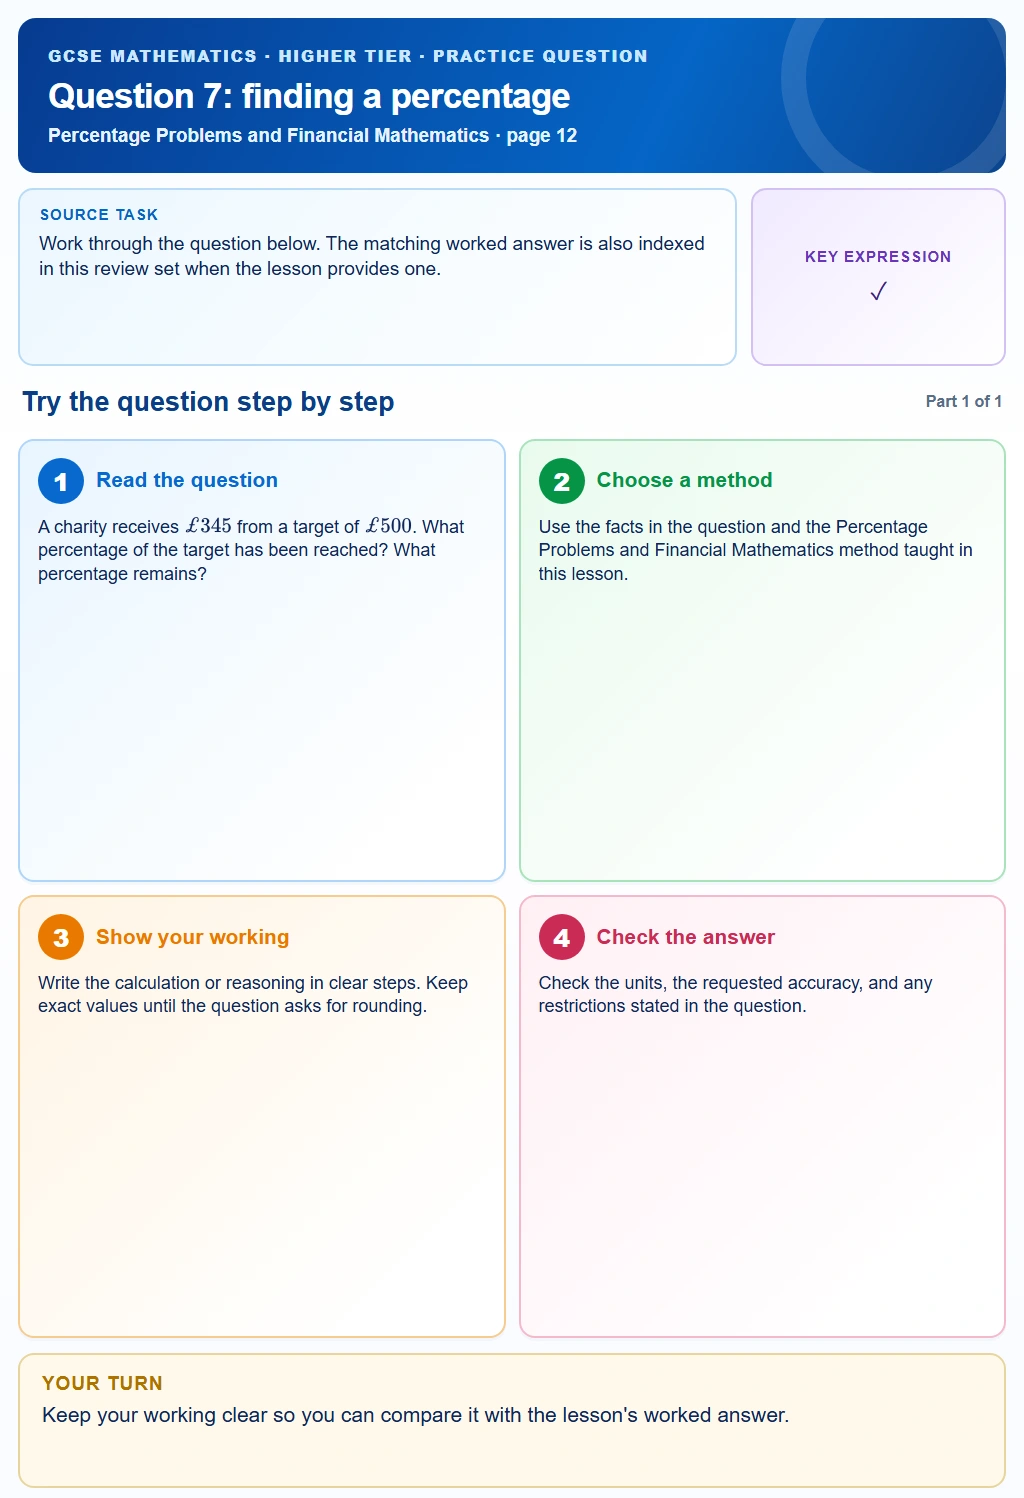 GCSE MATHEMATICS · HIGHER TIER · PRACTICE QUESTION
Question 7: finding a percentage
Percentage Problems and Financial Mathematics · page 12
SOURCE TASK
Work through the question below. The matching worked answer is also indexed
in this review set when the lesson provides one.
KEY EXPRESSION
✓
Try the question step by step
Part 1 of 1
1 Read the question
A charity receives £345 from a target of £500. What
percentage of the target has been reached? What
percentage remains?
2 Choose a method
Use the facts in the question and the Percentage
Problems and Financial Mathematics method taught in
this lesson.
3 Show your working
Write the calculation or reasoning in clear steps. Keep
exact values until the question asks for rounding.
4 Check the answer
Check the units, the requested accuracy, and any
restrictions stated in the question.
YOUR TURN
Keep your working clear so you can compare it with the lesson's worked answer.